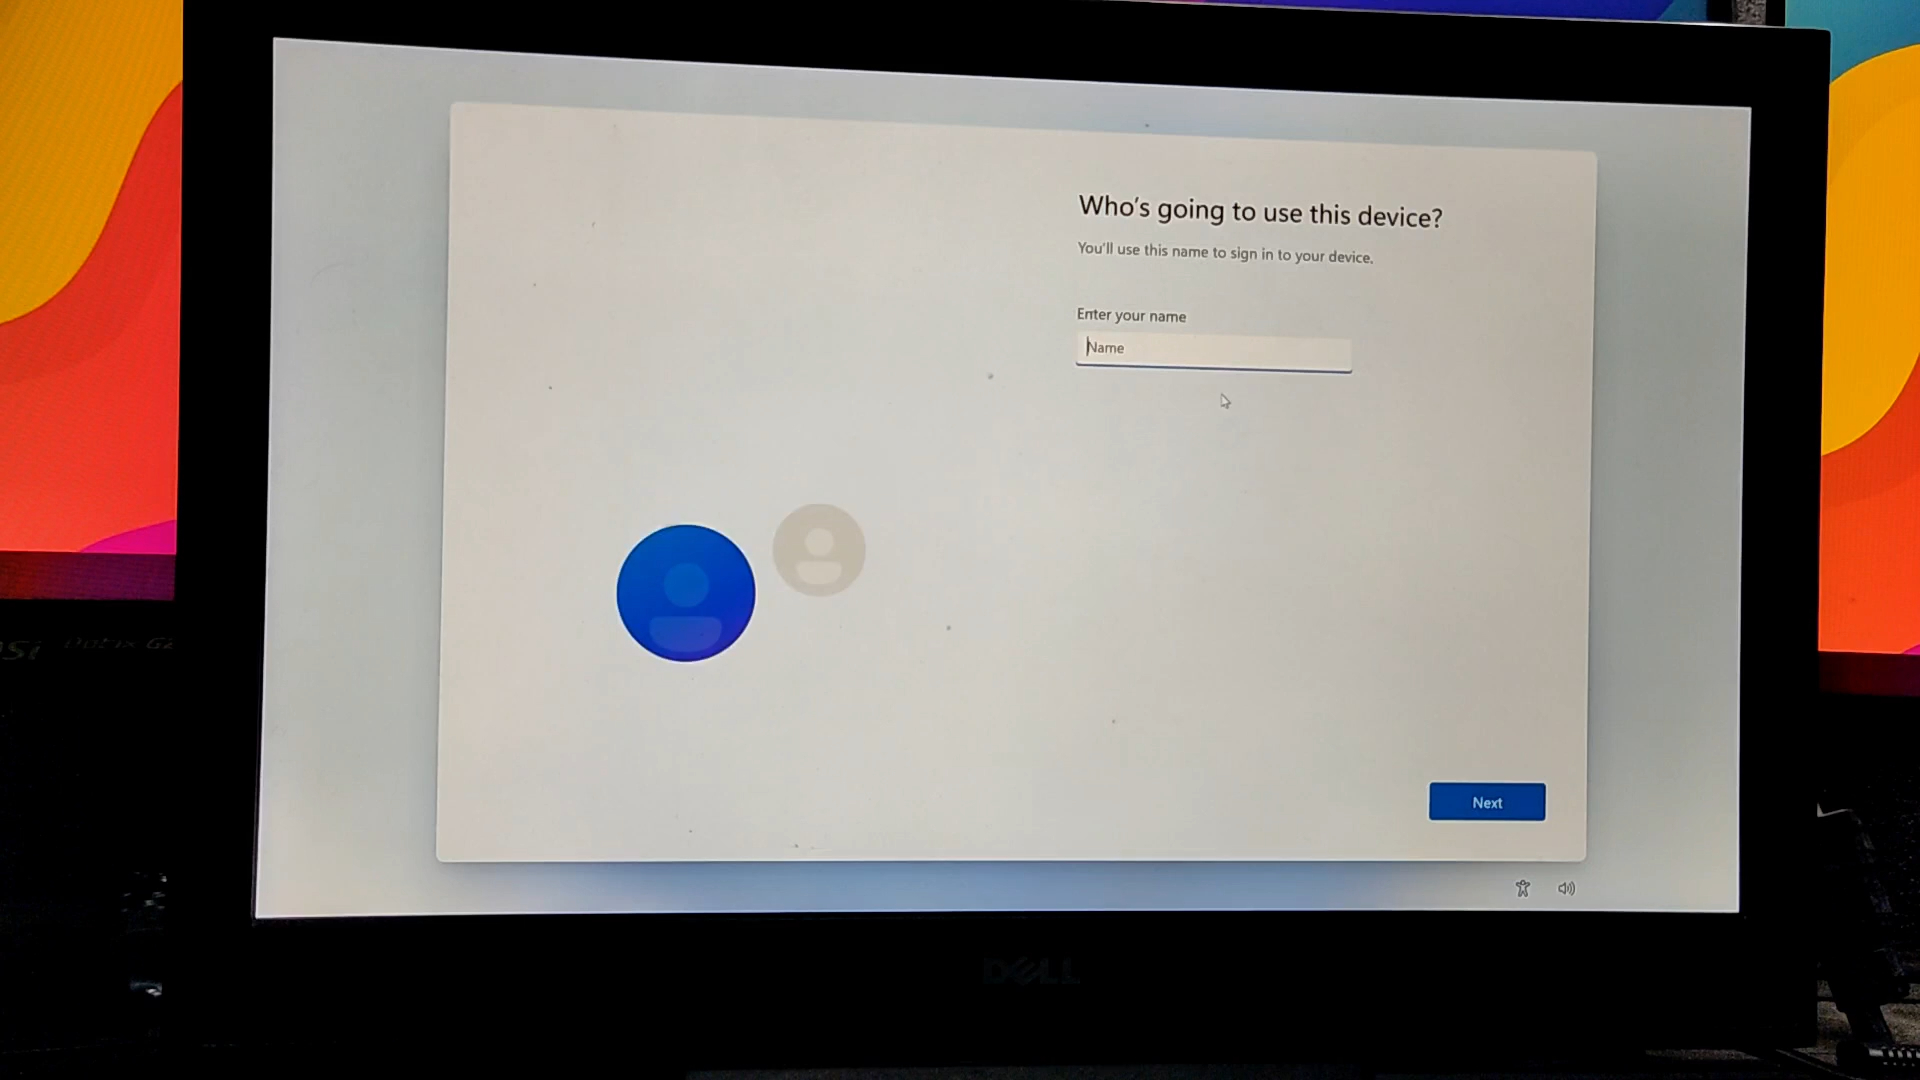 Who's going to use this device?
You'll use this name to sign in to your device.
Enter your name
Name
Next
DELL